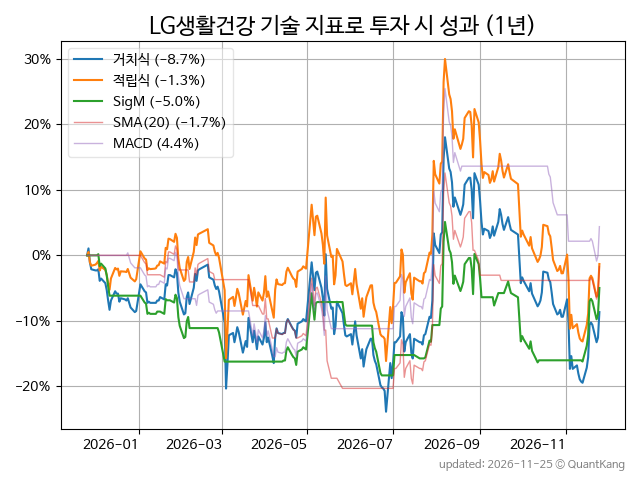 LG생활건강 기술 지표로 투자 시 성과 (1년)
30%
20%
10%
0%
−10%
−20%
거치식 (−8.7%)
적립식 (−1.3%)
SigM (−5.0%)
SMA(20) (−1.7%)
MACD (4.4%)
2026-01
2026-03
2026-05
2026-07
2026-09
2026-11
updated: 2026-11-25 © QuantKang